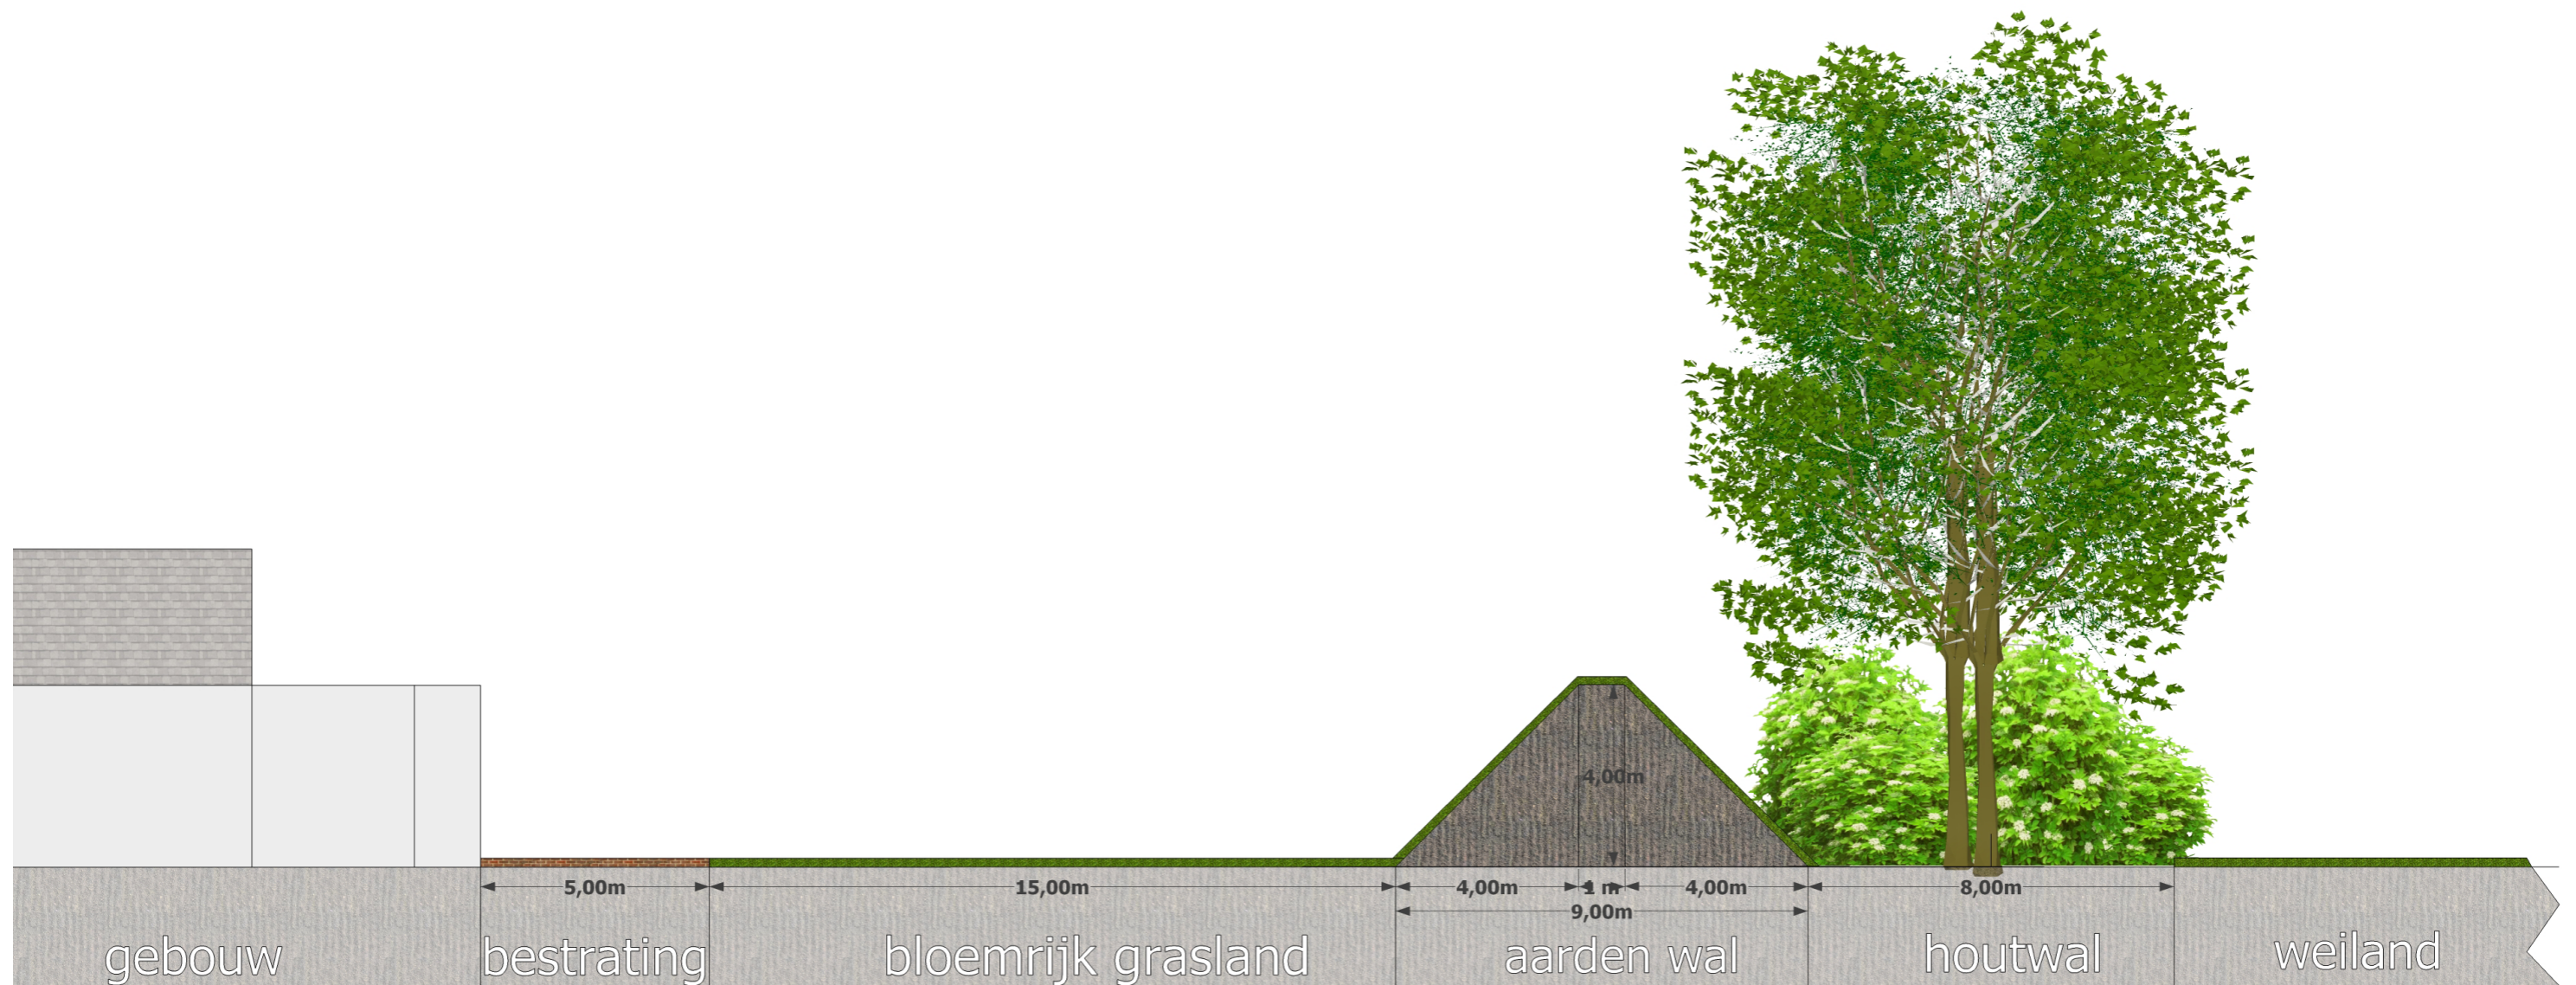 4,00m
5,00m
15,00m
4,00m
1 m
4,00m
8,00m
9,00m
gebouw
bestrating
bloemrijk grasland
aarden wal
houtwal
weiland